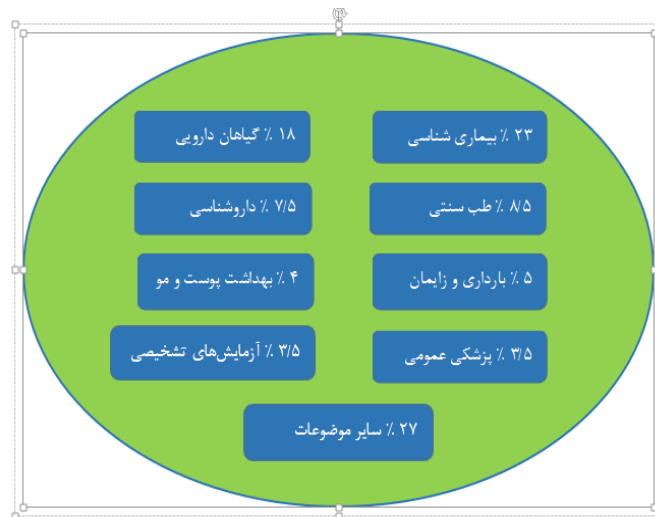 ۲۳ ٪ بیماری شناسی
۱۸ ٪ گیاهان دارویی
۸/۵ ٪ طب سنتی
۷/۵ ٪ داروشناسی
۵ ٪ بارداری و زایمان
۴ ٪ بهداشت پوست و مو
۳/۵ ٪ پزشکی عمومی
۳/۵ ٪ آزمایش‌های تشخیصی
۲۷ ٪ سایر موضوعات